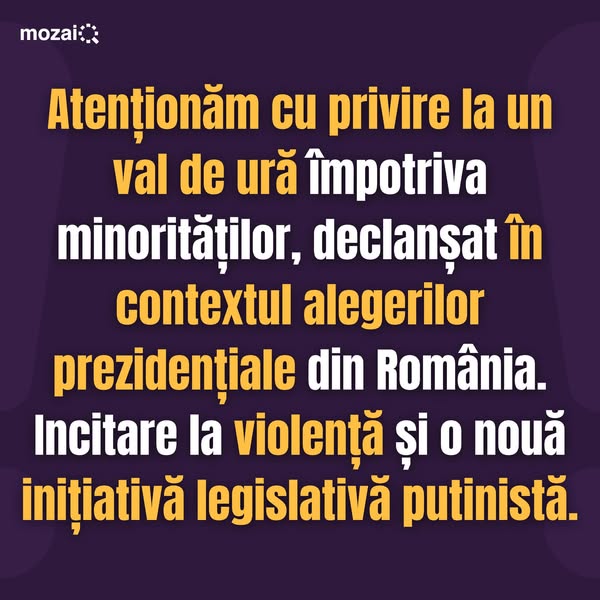 mozaiQ
Atenționăm cu privire la un
val de ură împotriva
minorităților, declanșat în
contextul alegerilor
prezidențiale din România.
Incitare la violență și o nouă
inițiativă legislativă putinistă.